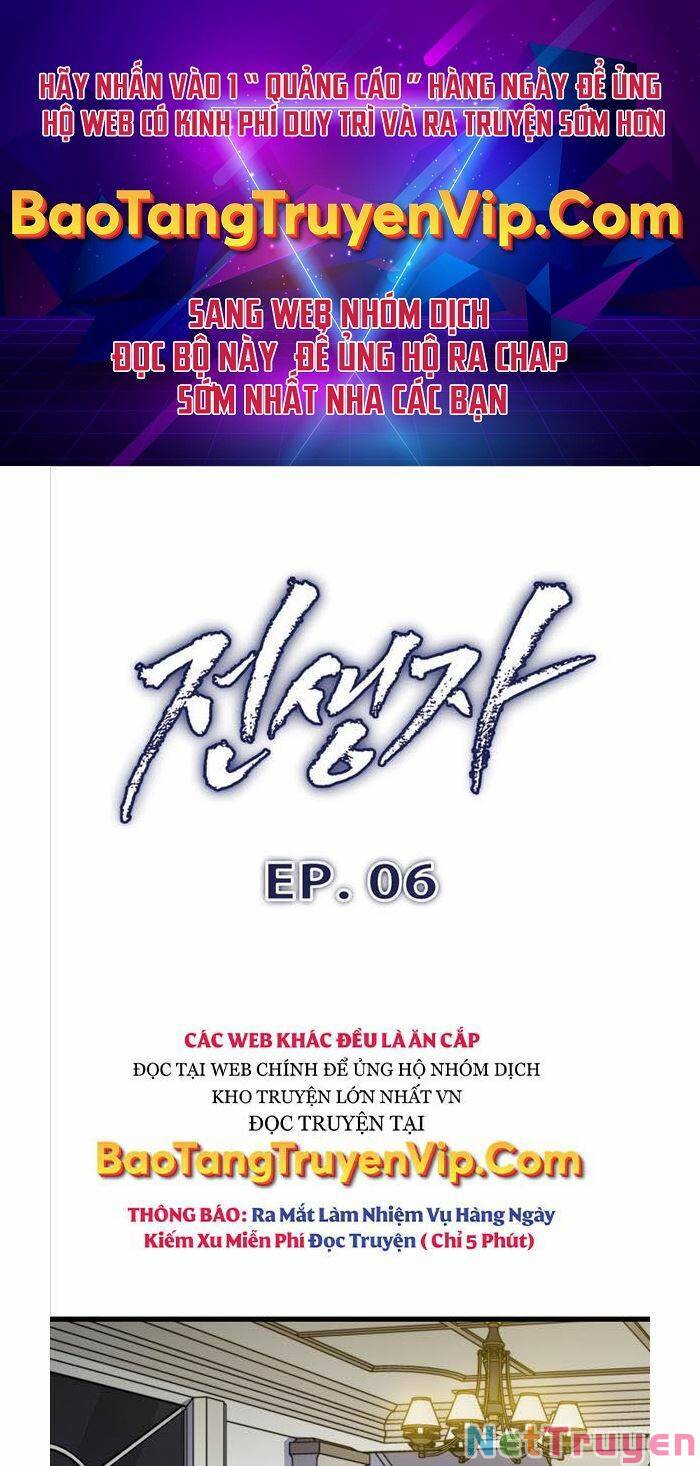 HÃY NHẤN VÀO 1 “ QUẢNG CÁO ” HÀNG NGÀY ĐỂ ỦNG
HỘ WEB CÓ KINH PHÍ DUY TRÌ VÀ RA TRUYỆN SỚM HƠN
BaoTangTruyenVip.Com
SANG WEB NHÓM DỊCH
ĐỌC BỘ NÀY ĐỂ ỦNG HỘ RA CHAP
SỚM NHẤT NHA CÁC BẠN
전생자
EP. 06
CÁC WEB KHÁC ĐỀU LÀ ĂN CẮP
ĐỌC TẠI WEB CHÍNH ĐỂ ỦNG HỘ NHÓM DỊCH
KHO TRUYỆN LỚN NHẤT VN
ĐỌC TRUYỆN TẠI
BaoTangTruyenVip.Com
THÔNG BÁO: Ra Mắt Làm Nhiệm Vụ Hàng Ngày
Kiếm Xu Miễn Phí Đọc Truyện ( Chỉ 5 Phút)
NetTruyen